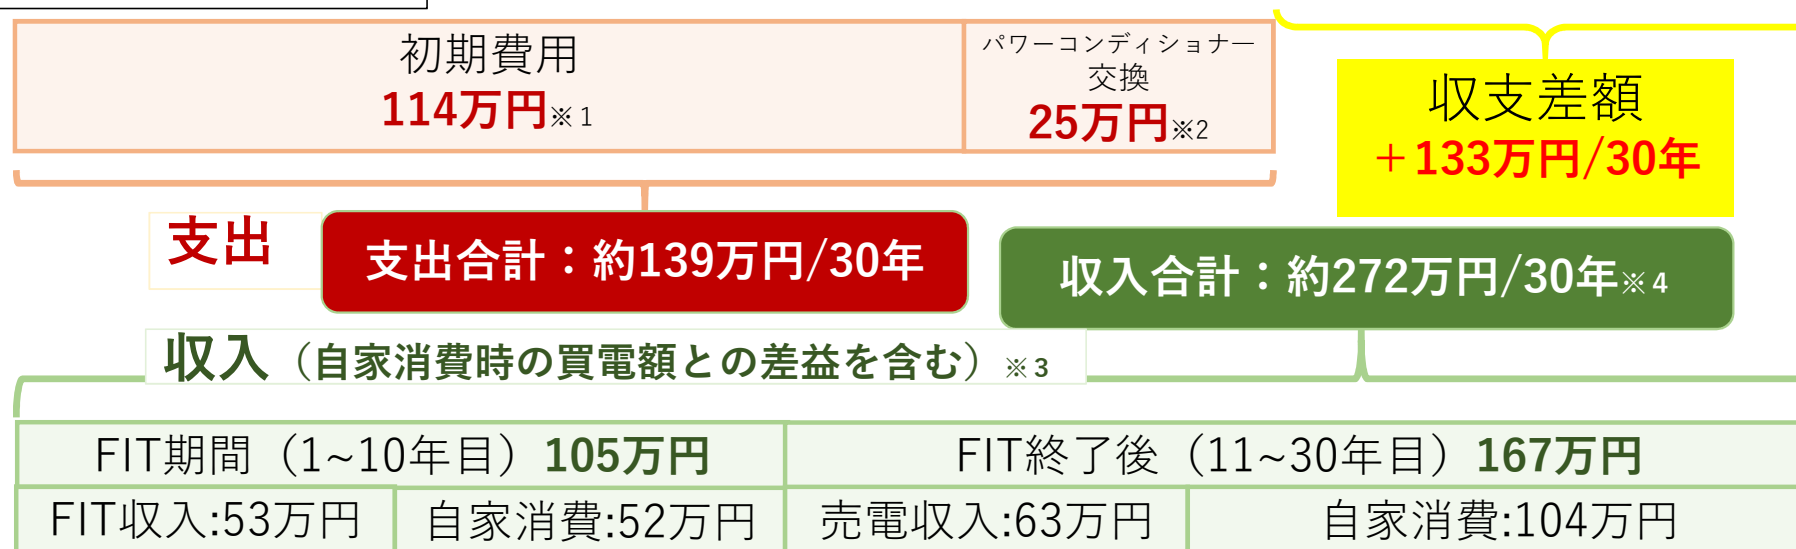 初期費用
114万円※1
パワーコンディショナー
交換
25万円※2
収支差額
＋133万円/30年
支出
支出合計：約139万円/30年
収入合計：約272万円/30年※4
収入（自家消費時の買電額との差益を含む）※3
FIT期間（1~10年目）105万円
FIT終了後（11~30年目）167万円
FIT収入:53万円
自家消費:52万円
売電収入:63万円
自家消費:104万円